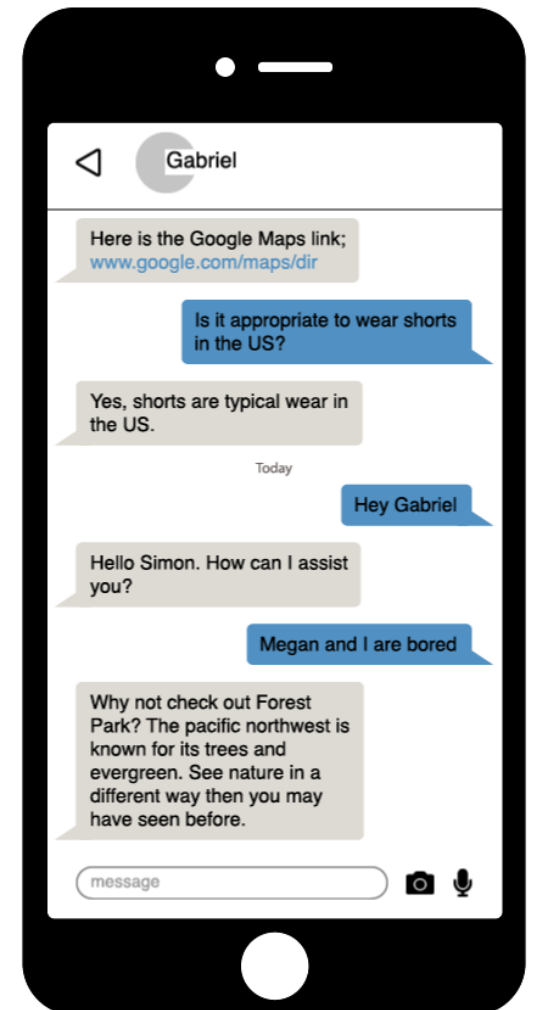 Gabriel
Here is the Google Maps link;
www.google.com/maps/dir
Is it appropriate to wear shorts
in the US?
Yes, shorts are typical wear in
the US.
Today
Hey Gabriel
Hello Simon. How can I assist
you?
Megan and I are bored
Why not check out Forest
Park? The pacific northwest is
known for its trees and
evergreen. See nature in a
different way then you may
have seen before.
message